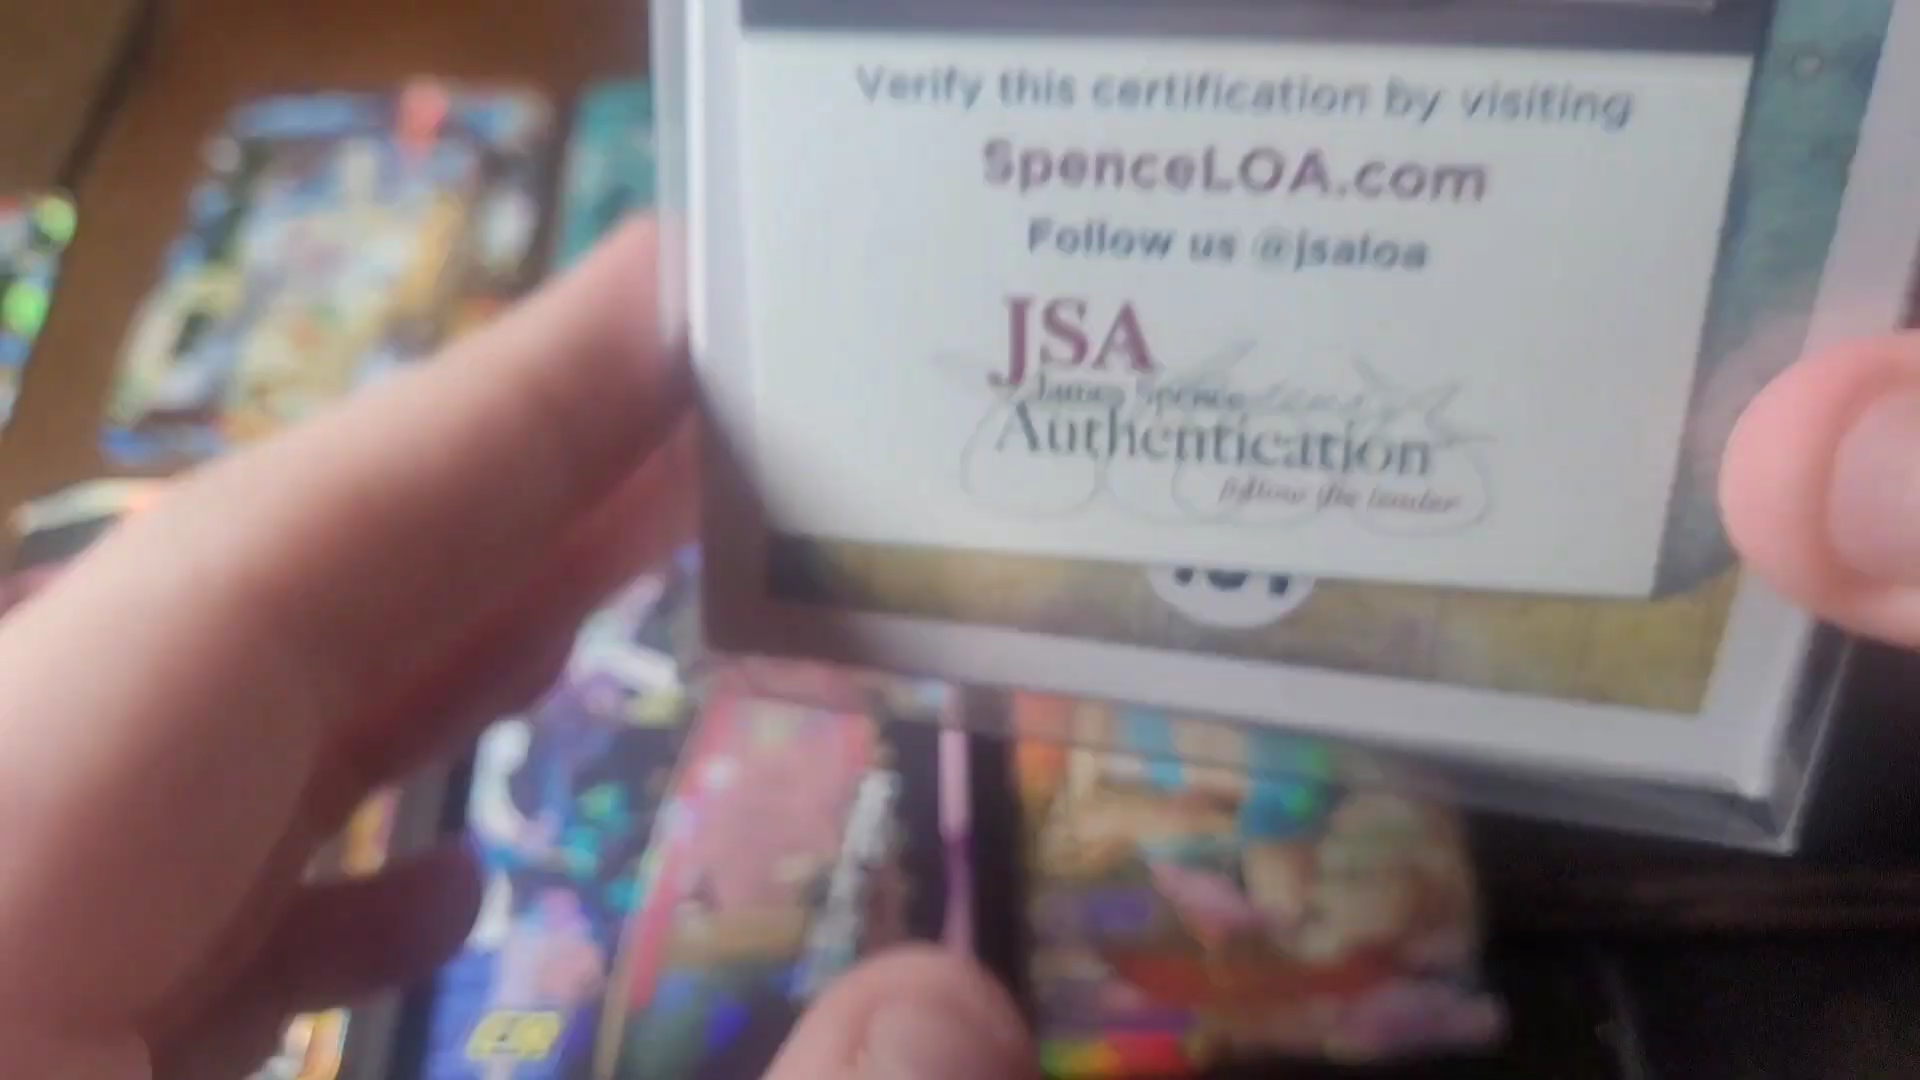 Verify this certification by visiting
SpenceLOA.com
Follow us @jsaloa
JSA
James Spence
Authentication
follow the leader